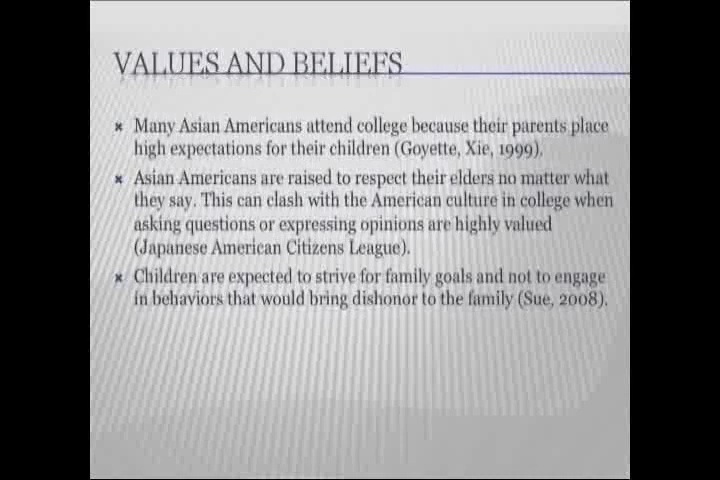 VALUES AND BELIEFS
Many Asian Americans attend college because their parents place
high expectations for their children (Goyette, Xie, 1999).
Asian Americans are raised to respect their elders no matter what
they say. This can clash with the American culture in college when
asking questions or expressing opinions are highly valued
(Japanese American Citizens League).
Children are expected to strive for family goals and not to engage
in behaviors that would bring dishonor to the family (Sue, 2008).